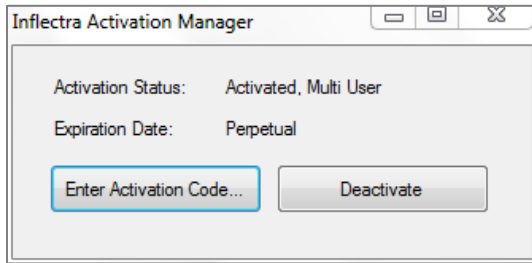 Inflectra Activation Manager
Activation Status: Activated, Multi User
Expiration Date: Perpetual
Enter Activation Code... Deactivate